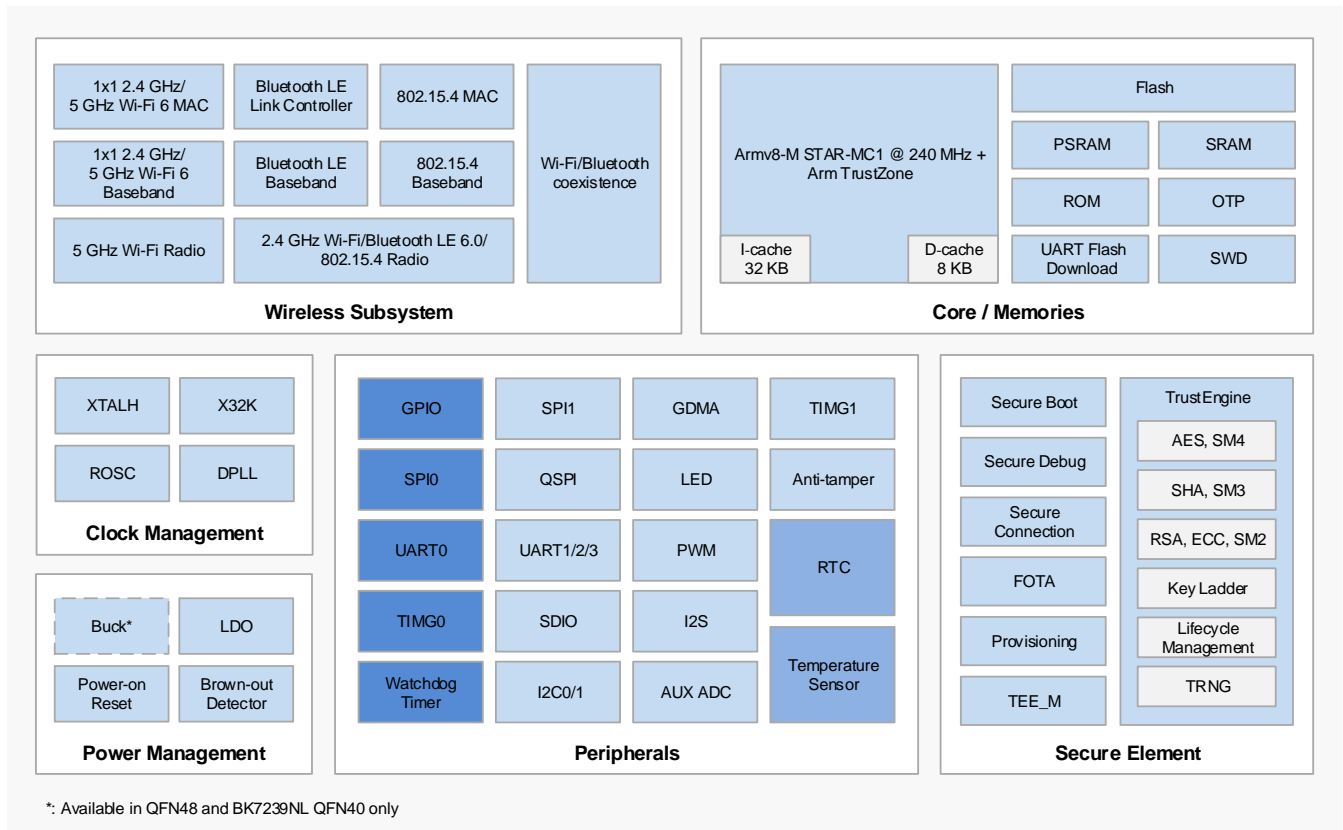 1x1 2.4 GHz/
5 GHz Wi-Fi 6 MAC
Bluetooth LE
Link Controller
802.15.4 MAC
1x1 2.4 GHz/
5 GHz Wi-Fi 6
Baseband
Bluetooth LE
Baseband
802.15.4
Baseband
Wi-Fi/Bluetooth
coexistence
5 GHz Wi-Fi Radio
2.4 GHz Wi-Fi/Bluetooth LE 6.0/
802.15.4 Radio
Wireless Subsystem
Armv8-M STAR-MC1 @ 240 MHz +
Arm TrustZone
I-cache
32 KB
D-cache
8 KB
Flash
PSRAM
SRAM
ROM
OTP
UART Flash
Download
SWD
Core / Memories
XTALH
X32K
ROSC
DPLL
Clock Management
Buck*
LDO
Power-on
Reset
Brown-out
Detector
Power Management
GPIO
SPI1
GDMA
TIMG1
SPI0
QSPI
LED
Anti-tamper
UART0
UART1/2/3
PWM
RTC
TIMG0
SDIO
I2S
Watchdog
Timer
I2C0/1
AUX ADC
Temperature
Sensor
Peripherals
Secure Boot
Secure Debug
Secure
Connection
FOTA
Provisioning
TEE_M
TrustEngine
AES, SM4
SHA, SM3
RSA, ECC, SM2
Key Ladder
Lifecycle
Management
TRNG
Secure Element
*: Available in QFN48 and BK7239NL QFN40 only